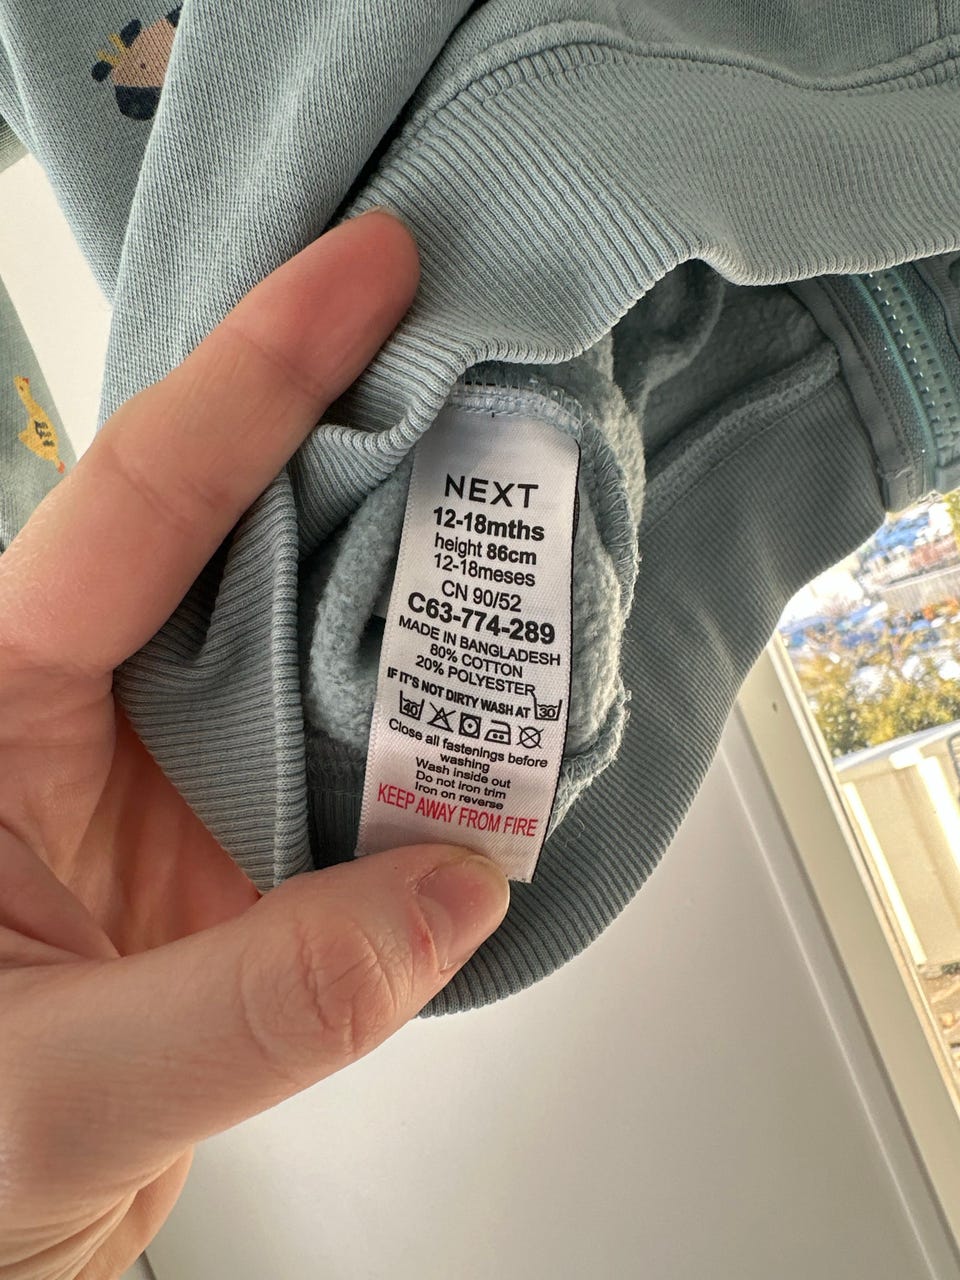 NEXT
12-18mths
height 86cm
12-18meses
CN 90/52
C63-774-289
MADE IN BANGLADESH
80% COTTON
20% POLYESTER
IF IT'S NOT DIRTY WASH AT 30
40
Close all fastenings before
washing
Wash inside out
Do not iron trim
Iron on reverse
KEEP AWAY FROM FIRE